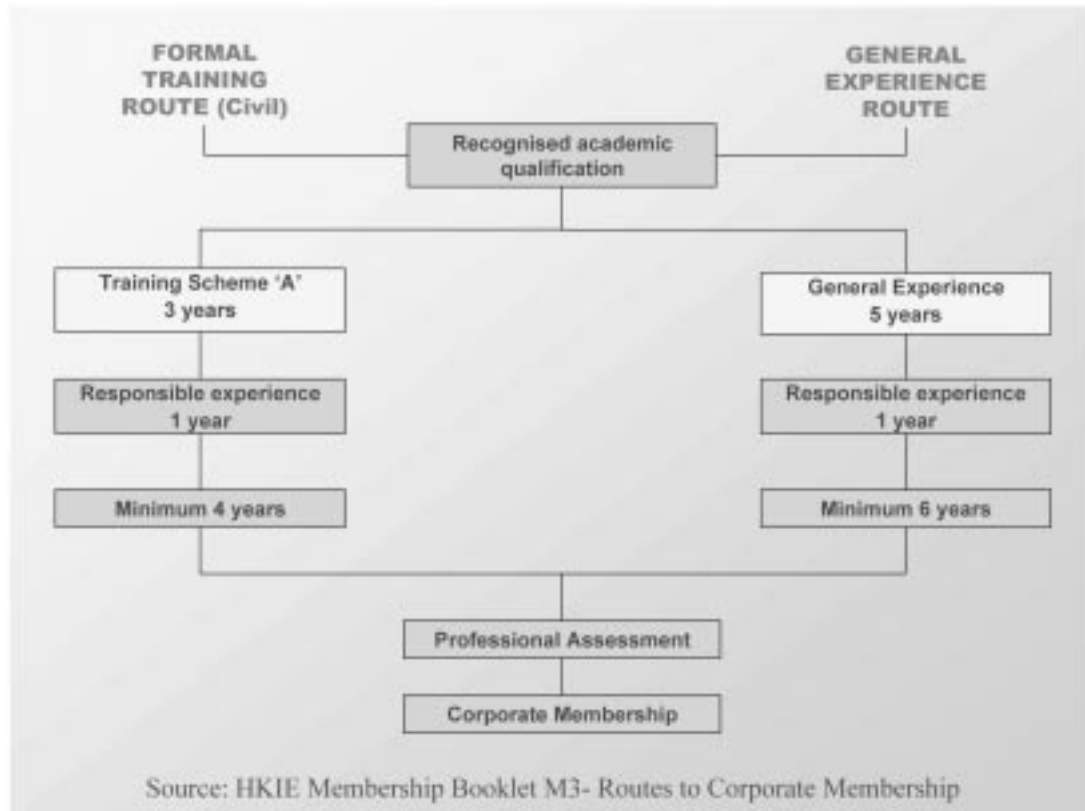 FORMAL
TRAINING
ROUTE (Civil)
GENERAL
EXPERIENCE
ROUTE
Recognised academic
qualification
Training Scheme ‘A’
3 years
General Experience
5 years
Responsible experience
1 year
Responsible experience
1 year
Minimum 4 years
Minimum 6 years
Professional Assessment
Corporate Membership
Source: HKIE Membership Booklet M3- Routes to Corporate Membership